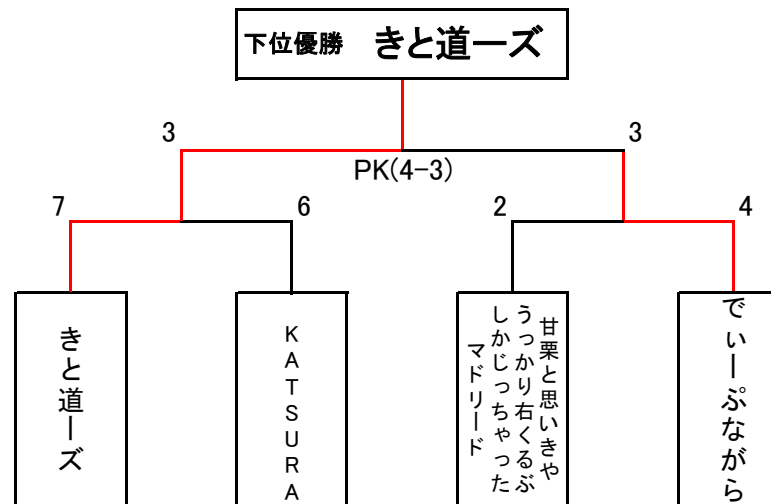 下位優勝 きと道ーズ
3 3
PK(4-3)
7 6 2 4
きと道ーズ
KATSURA
甘栗と思いきや
うっかり右くるぶ
しかじっちゃった
マドリード
でぃーぷながら